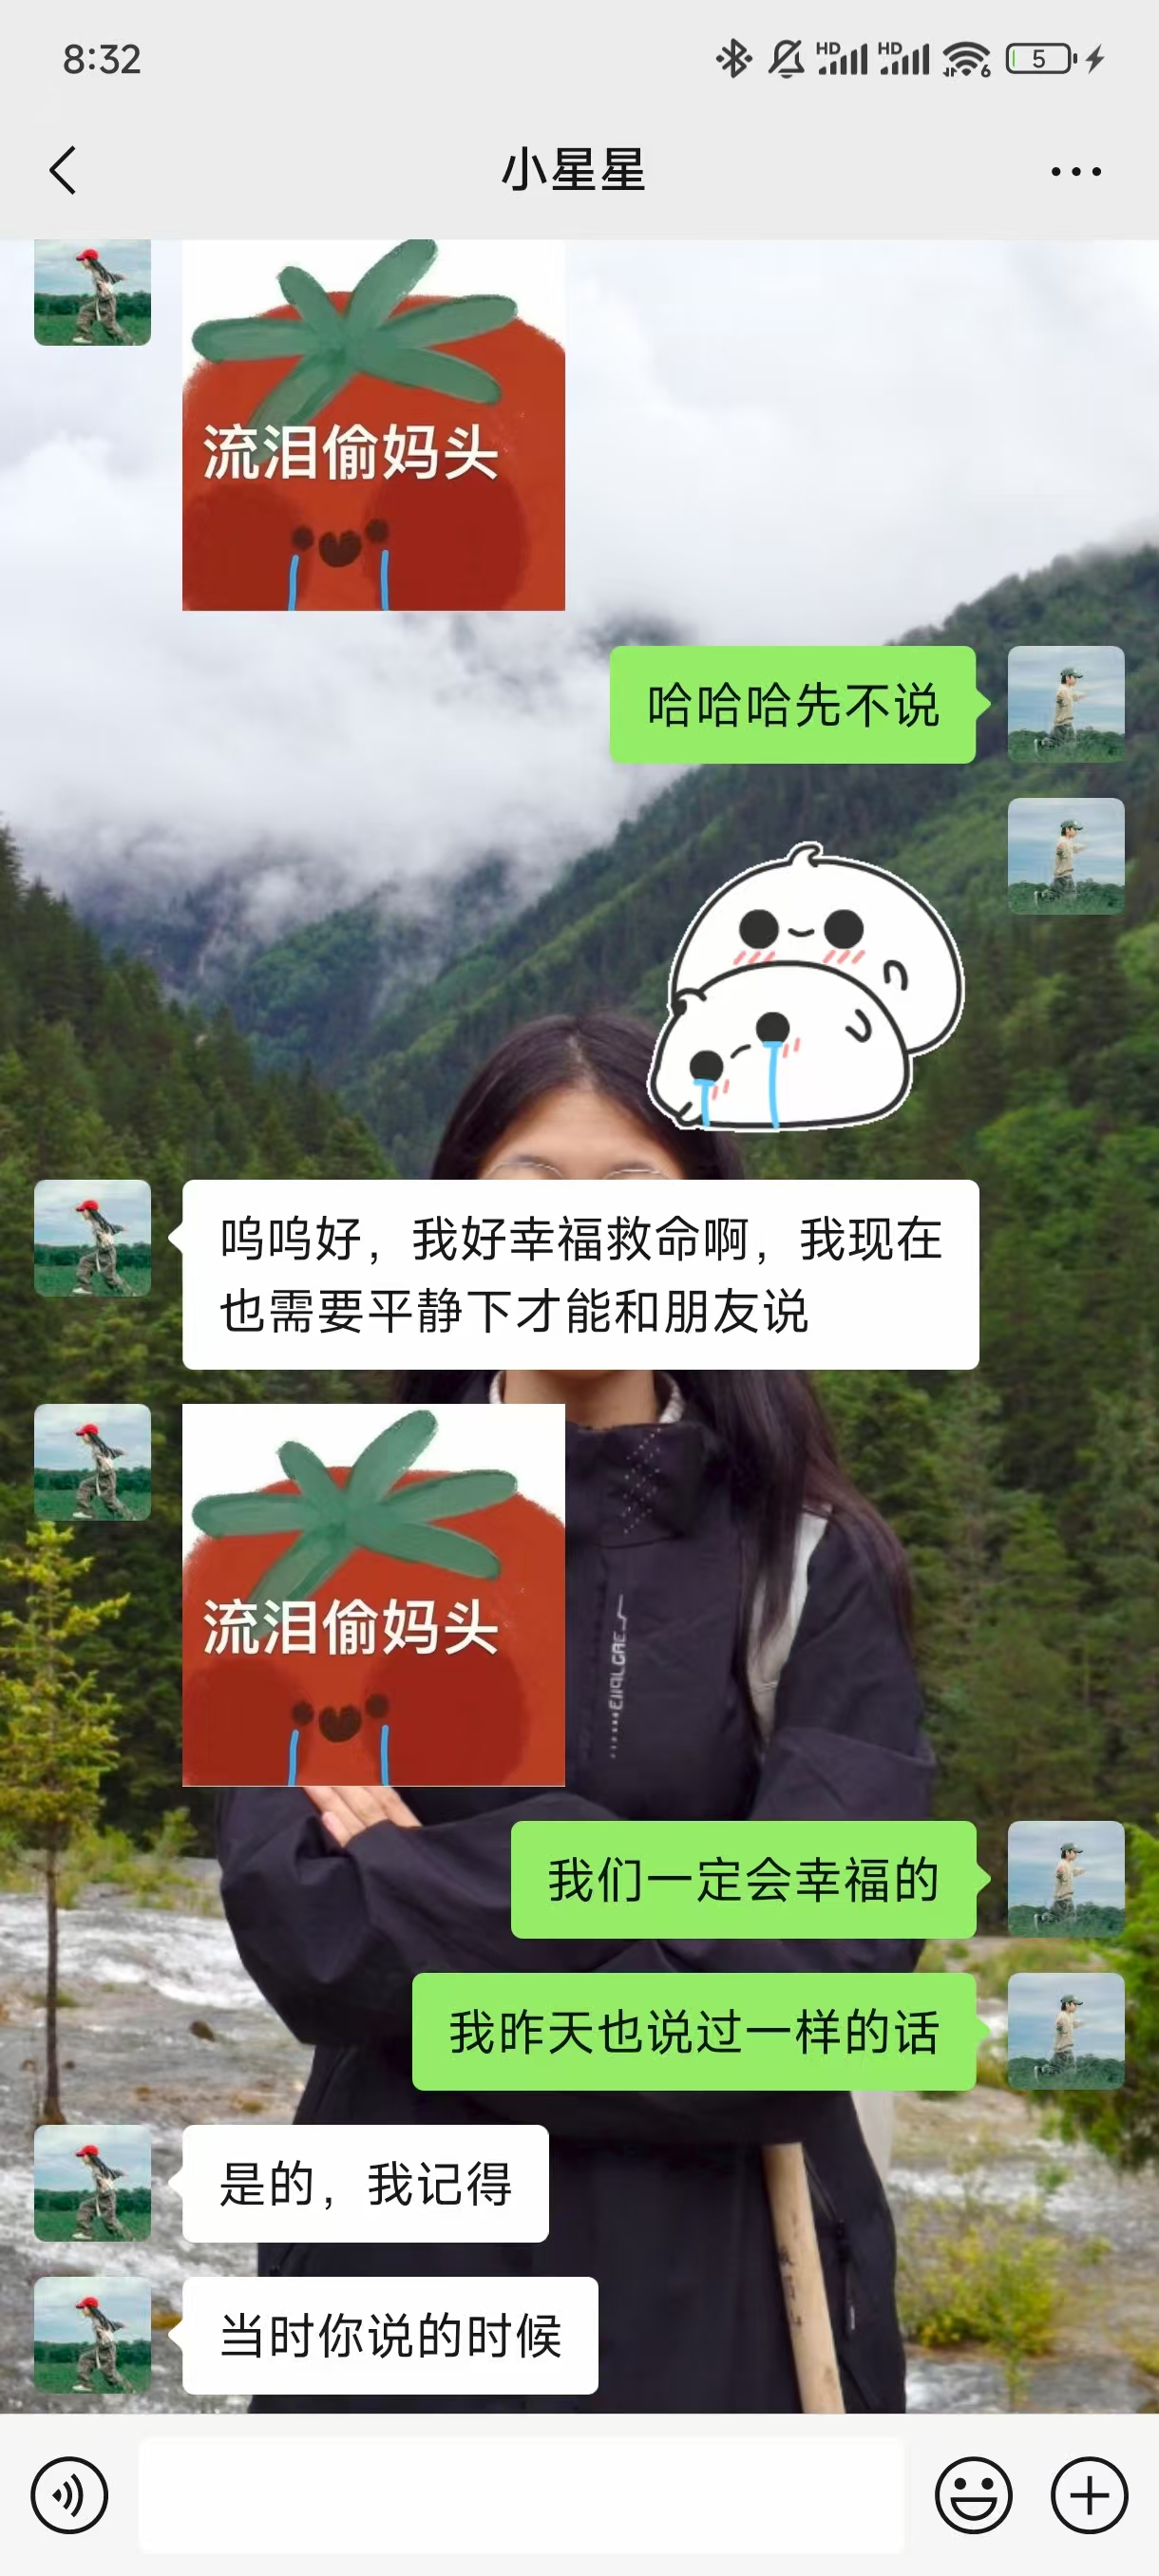 8:32
HD HD 6 5
小星星
流泪偷妈头
哈哈哈先不说
呜呜好，我好幸福救命啊，我现在
也需要平静下才能和朋友说
流泪偷妈头
我们一定会幸福的
我昨天也说过一样的话
是的，我记得
当时你说的时候